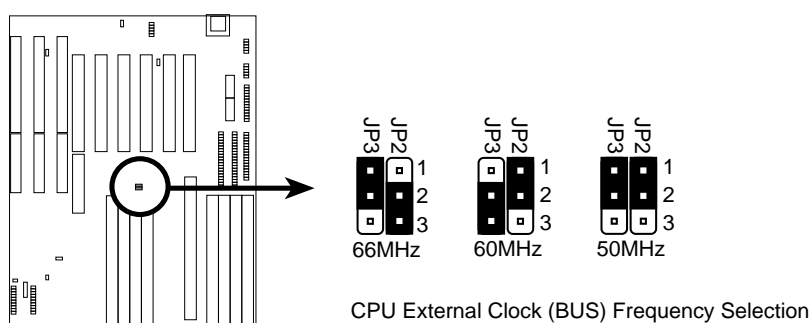 JP3 JP2 JP3 JP2 JP3 JP2
1 1 1
2 2 2
3 3 3
66MHz 60MHz 50MHz
CPU External Clock (BUS) Frequency Selection